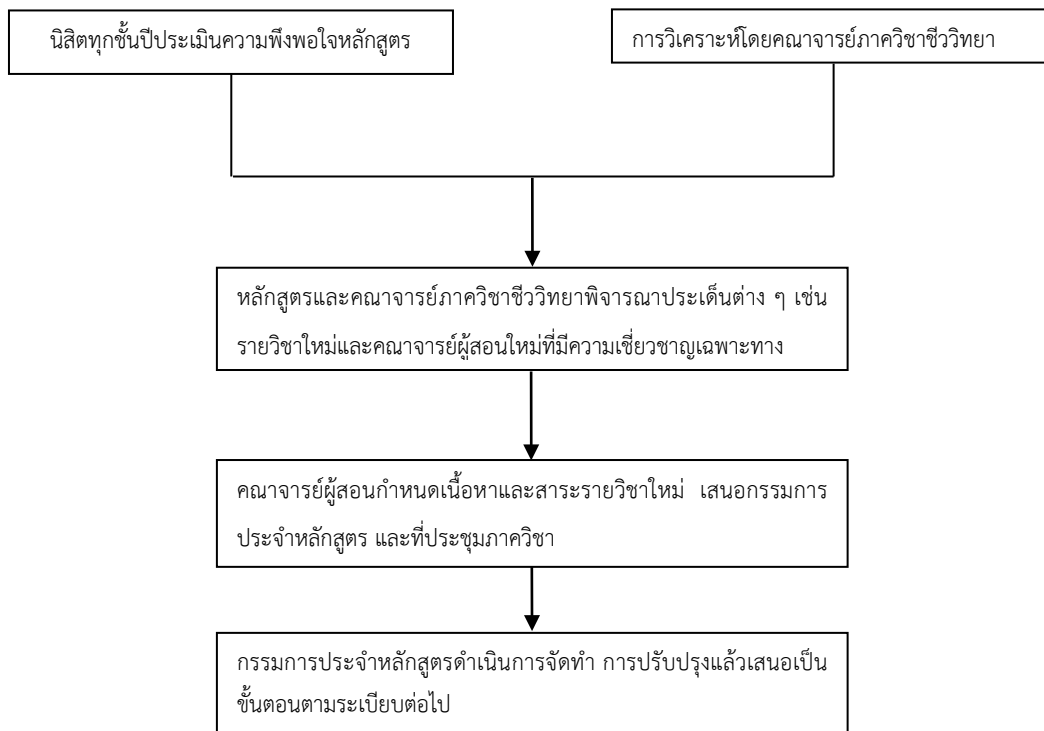 นิสิตทุกชั้นปีประเมินความพึงพอใจหลักสูตร
การวิเคราะห์โดยคณาจารย์ภาควิชาชีววิทยา
หลักสูตรและคณาจารย์ภาควิชาชีววิทยาพิจารณาประเด็นต่าง ๆ เช่น
รายวิชาใหม่และคณาจารย์ผู้สอนใหม่ที่มีความเชี่ยวชาญเฉพาะทาง
คณาจารย์ผู้สอนกำหนดเนื้อหาและสาระรายวิชาใหม่ เสนอกรรมการ
ประจำหลักสูตร และที่ประชุมภาควิชา
กรรมการประจำหลักสูตรดำเนินการจัดทำ การปรับปรุงแล้วเสนอเป็น
ขั้นตอนตามระเบียบต่อไป